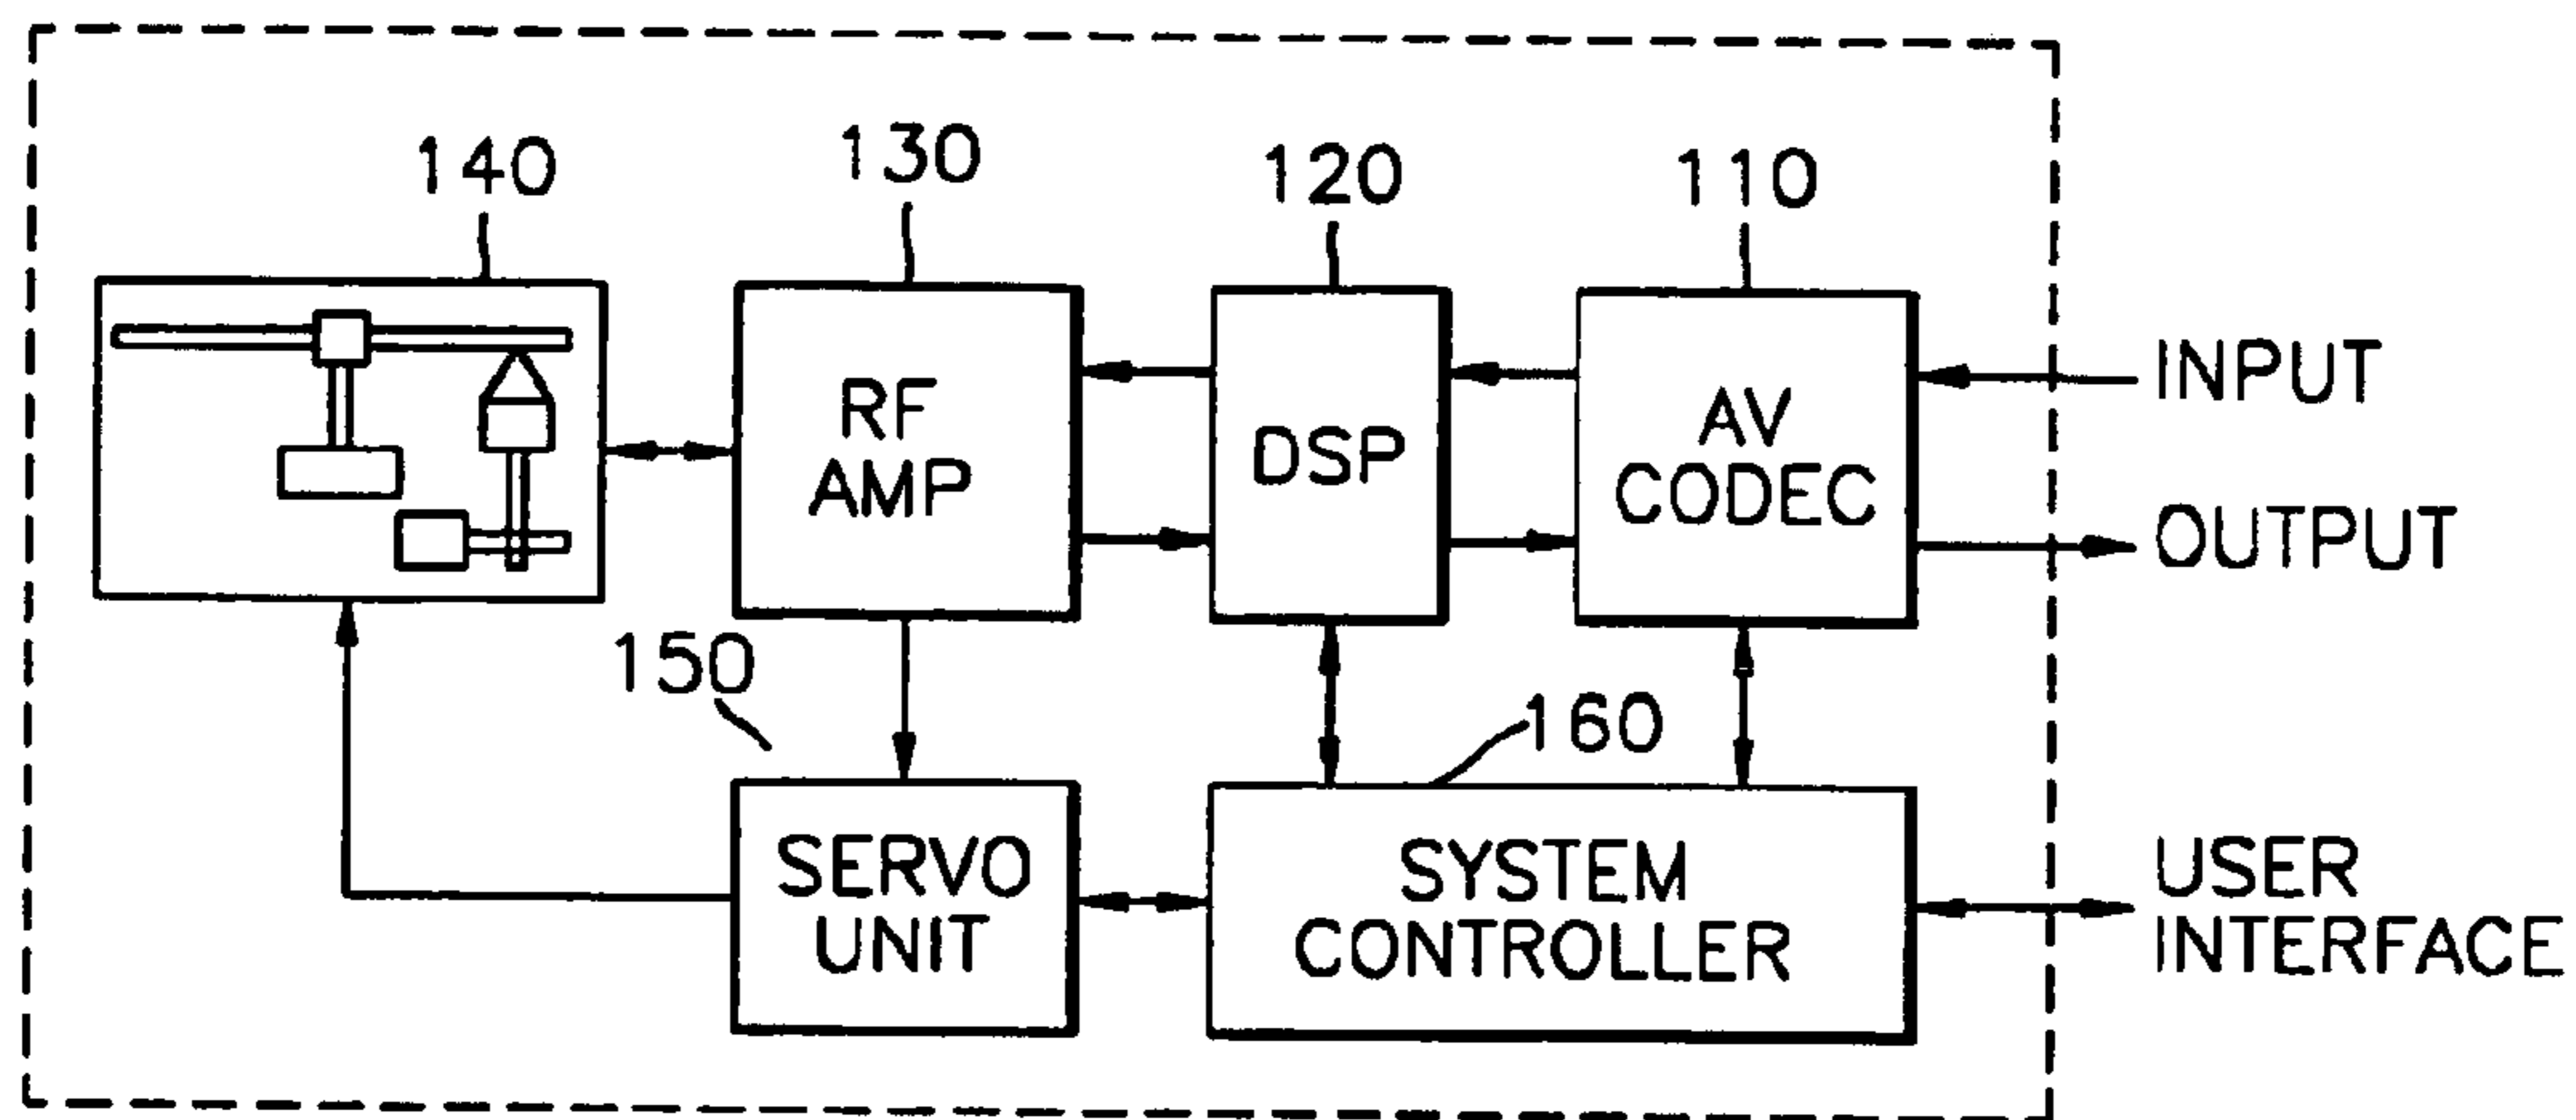 140
130
120
110
RF
AMP
DSP
AV
CODEC
INPUT
OUTPUT
150
160
SERVO
UNIT
SYSTEM
CONTROLLER
USER
INTERFACE